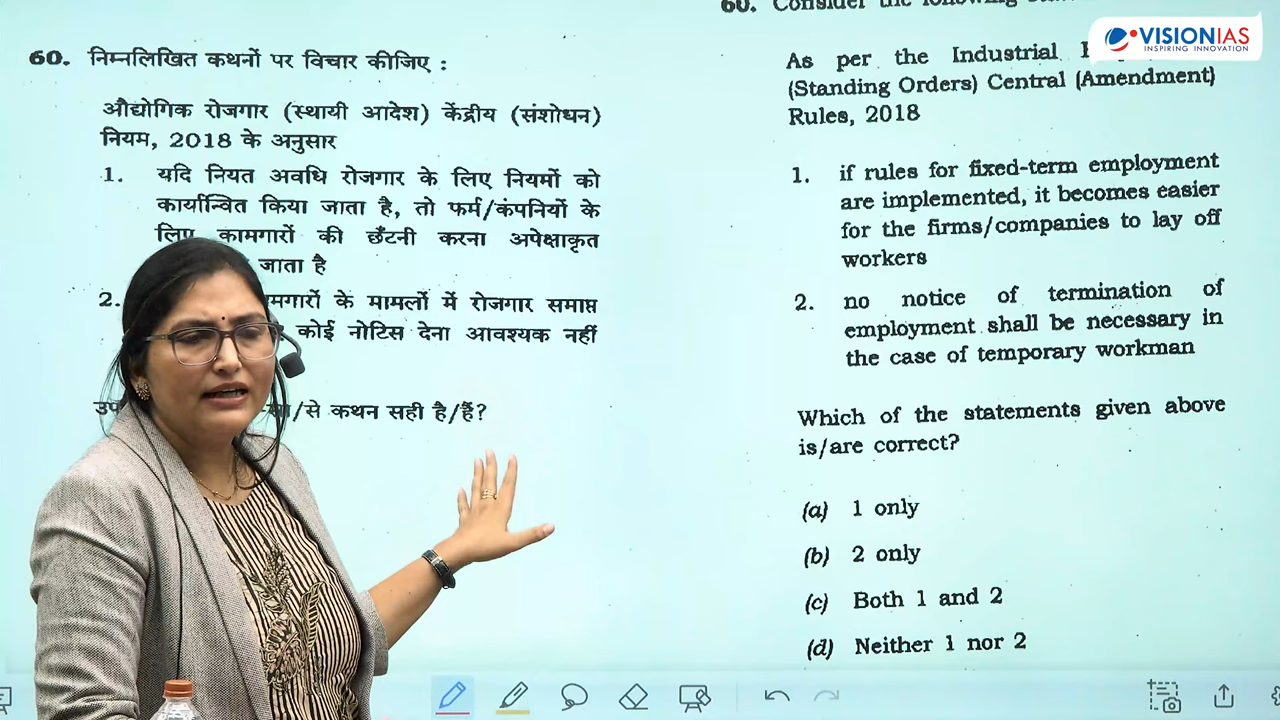 60. निम्नलिखित कथनों पर विचार कीजिए :
औद्योगिक रोजगार (स्थायी आदेश) केंद्रीय (संशोधन)
नियम, 2018 के अनुसार
1. यदि नियत अवधि रोजगार के लिए नियमों को
कार्यान्वित किया जाता है, तो फर्म/कंपनियों के
लिए कामगारों की छँटनी करना अपेक्षाकृत
जाता है
2. के मामलों में रोजगार समाप्त
कोई नोटिस देना आवश्यक नहीं
/से कथन सही है/हैं?
60. Consider the following
As per the Industrial
(Standing Orders) Central (Amendment)
Rules, 2018
1. if rules for fixed-term employment
are implemented, it becomes easier
for the firms/companies to lay off
workers
2. no notice of termination of
employment shall be necessary in
the case of temporary workman
Which of the statements given above
is/are correct?
(a) 1 only
(b) 2 only
(c) Both 1 and 2
(d) Neither 1 nor 2
VISIONIAS
INSPIRING INNOVATION